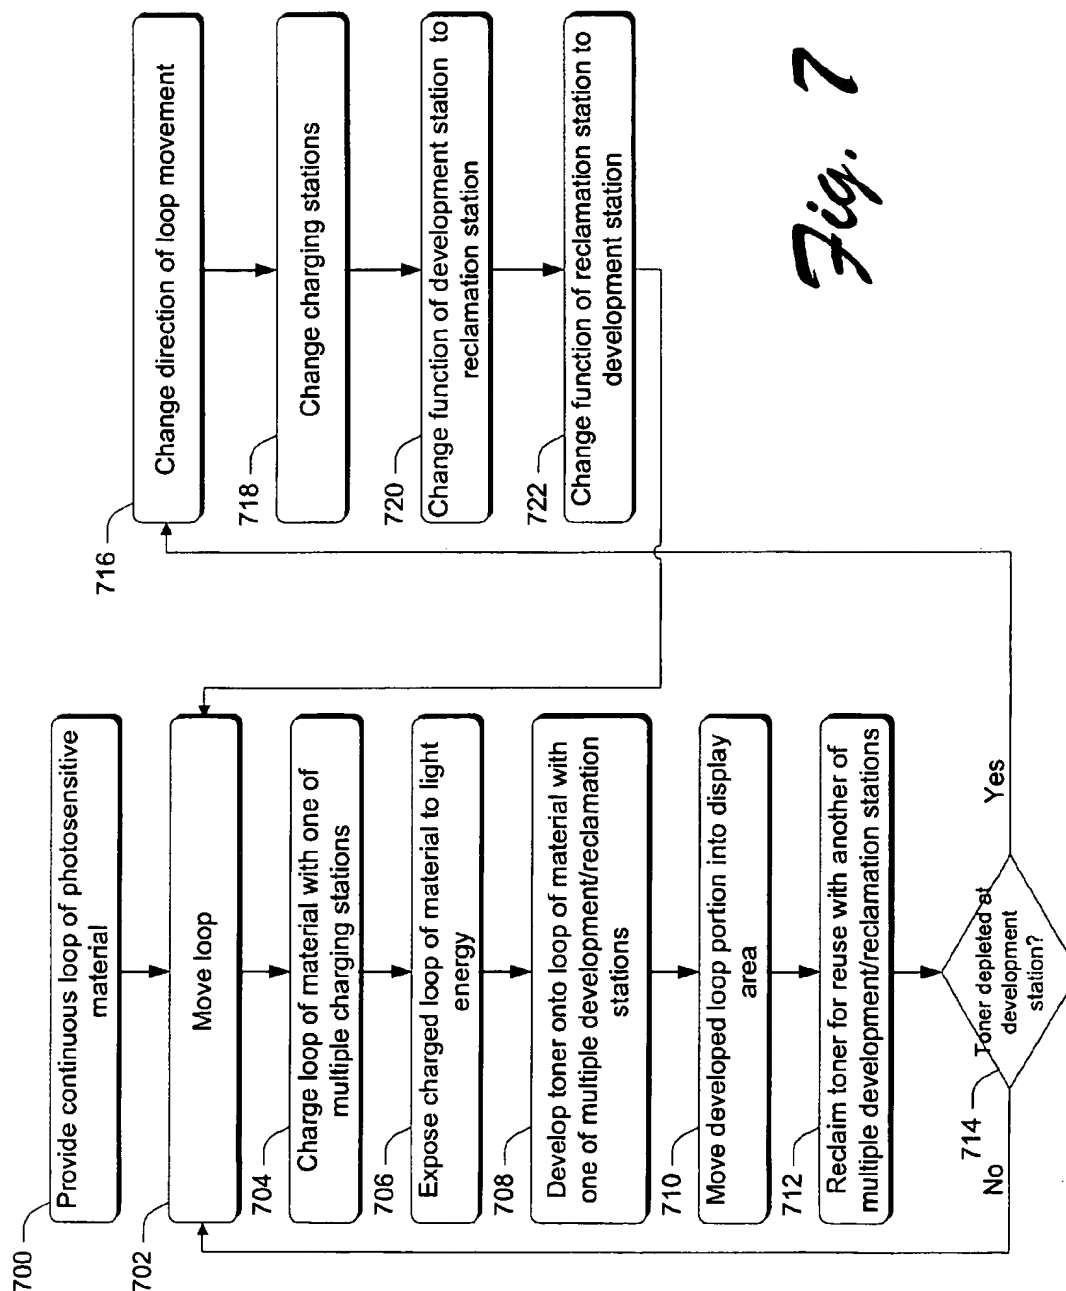 700
Provide continuous loop of photosensitive
material
702
Move loop
704
Charge loop of material with one of
multiple charging stations
706
Expose charged loop of material to light
energy
708
Develop toner onto loop of material with
one of multiple development/reclamation
stations
710
Move developed loop portion into display
area
712
Reclaim toner for reuse with another of
multiple development/reclamation stations
714
Toner depleted at
development
station?
No
Yes
716
Change direction of loop movement
718
Change charging stations
720
Change function of development station to
reclamation station
722
Change function of reclamation station to
development station
Fig. 7